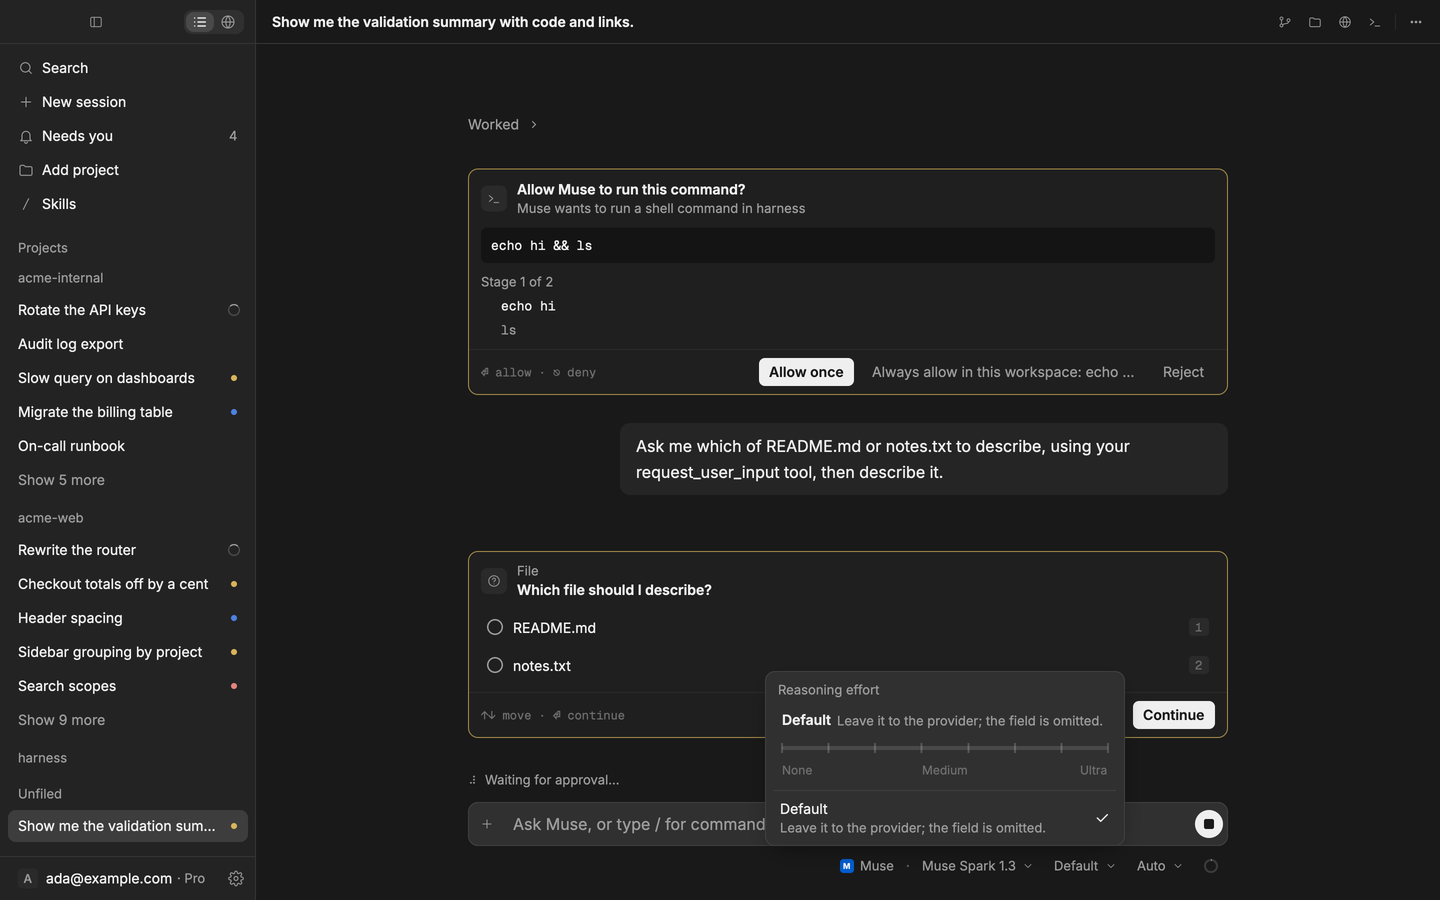 Show me the validation summary with code and links.
Search
New session
Needs you 4
Add project
Skills
Projects
acme-internal
Rotate the API keys
Audit log export
Slow query on dashboards
Migrate the billing table
On-call runbook
Show 5 more
acme-web
Rewrite the router
Checkout totals off by a cent
Header spacing
Sidebar grouping by project
Search scopes
Show 9 more
harness
Unfiled
Show me the validation sum...
A ada@example.com · Pro
Worked
Allow Muse to run this command?
Muse wants to run a shell command in harness
echo hi && ls
Stage 1 of 2
echo hi
ls
allow · deny
Allow once
Always allow in this workspace: echo ...
Reject
Ask me which of README.md or notes.txt to describe, using your
request_user_input tool, then describe it.
File
Which file should I describe?
README.md 1
notes.txt 2
move · continue
Continue
Reasoning effort
Default Leave it to the provider; the field is omitted.
None Medium Ultra
Default
Leave it to the provider; the field is omitted.
Waiting for approval...
Ask Muse, or type / for command
M Muse · Muse Spark 1.3 Default Auto